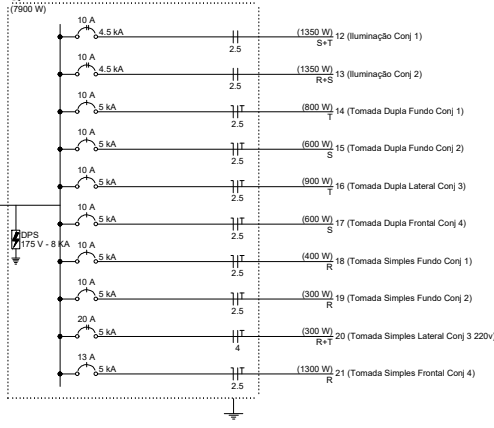 (7900 W)
10 A
4.5 kA
2.5
(1350 W) 12 (Iluminação Conj 1)
S+T
10 A
4.5 kA
2.5
(1350 W) 13 (Iluminação Conj 2)
R+S
10 A
5 kA
T
2.5
(800 W) 14 (Tomada Dupla Fundo Conj 1)
T
10 A
5 kA
T
2.5
(600 W) 15 (Tomada Dupla Fundo Conj 2)
S
10 A
5 kA
T
2.5
(900 W) 16 (Tomada Dupla Lateral Conj 3)
T
10 A
5 kA
T
2.5
(600 W) 17 (Tomada Dupla Frontal Conj 4)
S
DPS
175 V - 8 KA
10 A
5 kA
T
2.5
(400 W) 18 (Tomada Simples Fundo Conj 1)
R
10 A
5 kA
T
2.5
(300 W) 19 (Tomada Simples Fundo Conj 2)
R
20 A
5 kA
T
4
(300 W) 20 (Tomada Simples Lateral Conj 3 220v)
R+T
13 A
5 kA
T
2.5
(1300 W) 21 (Tomada Simples Frontal Conj 4)
R